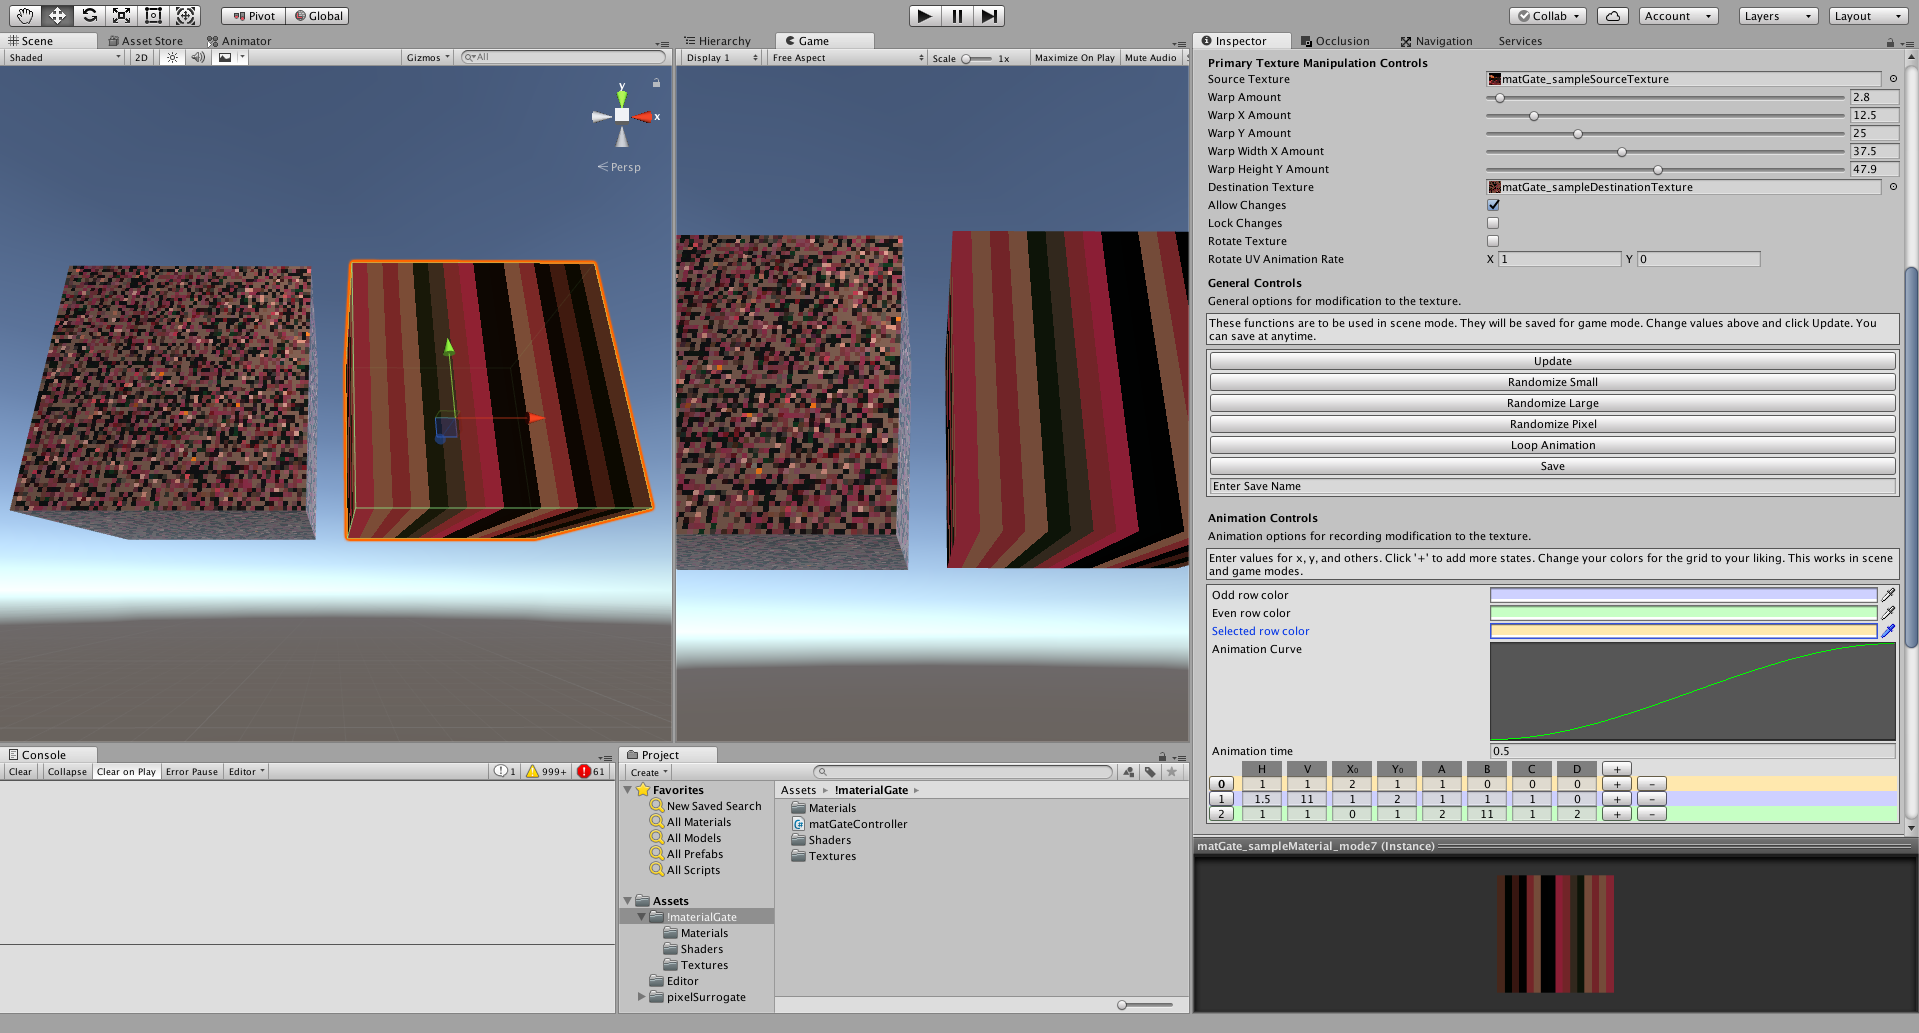 Pivot Global Collab Account Layers Layout
Scene Asset Store Animator
Shaded 2D Gizmos All
y
x
Persp
Hierarchy Game
Display 1 Free Aspect Scale 1x Maximize On Play Mute Audio
Inspector Occlusion Navigation Services
Primary Texture Manipulation Controls
Source Texture matGate_sampleSourceTexture
Warp Amount 2.8
Warp X Amount 12.5
Warp Y Amount 25
Warp Width X Amount 37.5
Warp Height Y Amount 47.9
Destination Texture matGate_sampleDestinationTexture
Allow Changes
Lock Changes
Rotate Texture
Rotate UV Animation Rate X 1 Y 0
General Controls
General options for modification to the texture.
These functions are to be used in scene mode. They will be saved for game mode. Change values above and click Update. You
can save at anytime.
Update
Randomize Small
Randomize Large
Randomize Pixel
Loop Animation
Save
Enter Save Name
Animation Controls
Animation options for recording modification to the texture.
Enter values for x, y, and others. Click '+' to add more states. Change your colors for the grid to your liking. This works in scene
and game modes.
Odd row color
Even row color
Selected row color
Animation Curve
Animation time 0.5
H V X₀ Y₀ A B C D +
0 1 1 2 1 1 0 0 0 + -
1 1.5 11 1 2 1 1 1 0 + -
2 1 1 0 1 2 11 1 2 + -
matGate_sampleMaterial_mode7 (Instance)
Console
Clear Collapse Clear on Play Error Pause Editor 1 999+ 61
Project
Create
Favorites
New Saved Search
All Materials
All Models
All Prefabs
All Scripts
Assets
!materialGate
Materials
Shaders
Textures
Editor
pixelSurrogate
Assets ▸ !materialGate ▸
Materials
matGateController
Shaders
Textures